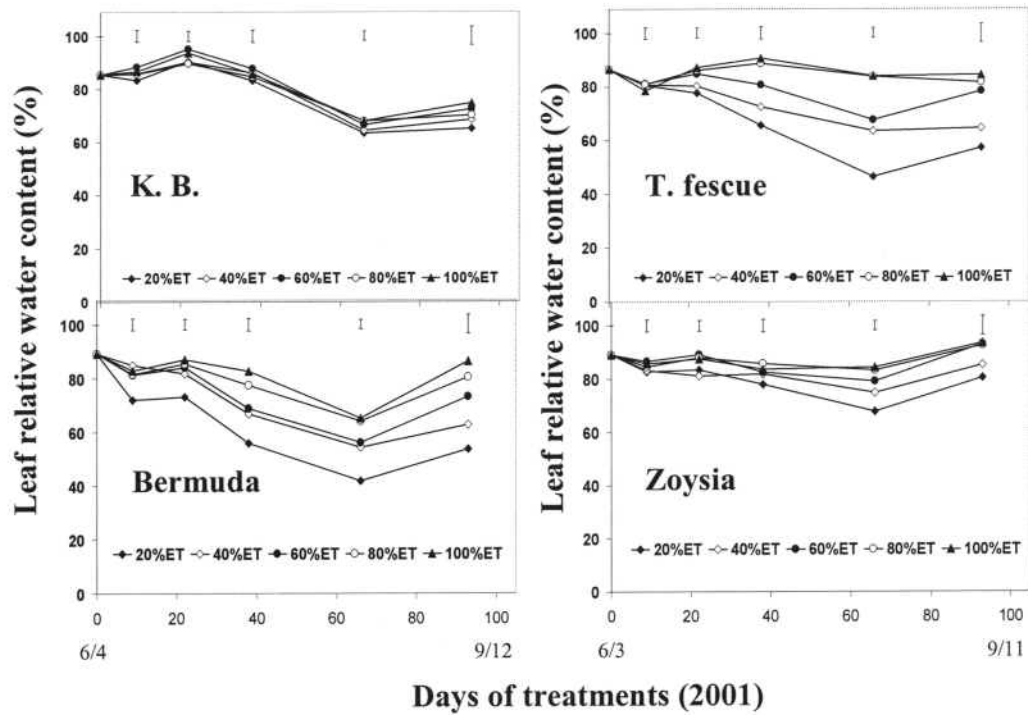 Leaf relative water content (%)
100
80
60
40
20
0
K. B.
20%ET 40%ET 60%ET 80%ET 100%ET
Leaf relative water content (%)
100
80
60
40
20
0
T. fescue
20%ET 40%ET 60%ET 80%ET 100%ET
100
80
60
40
20
0
Bermuda
20%ET 40%ET 60%ET 80%ET 100%ET
0 20 40 60 80 100
6/4 9/12
100
80
60
40
20
0
Zoysia
20%ET 40%ET 60%ET 80%ET 100%ET
0 20 40 60 80 100
6/3 9/11
Days of treatments (2001)